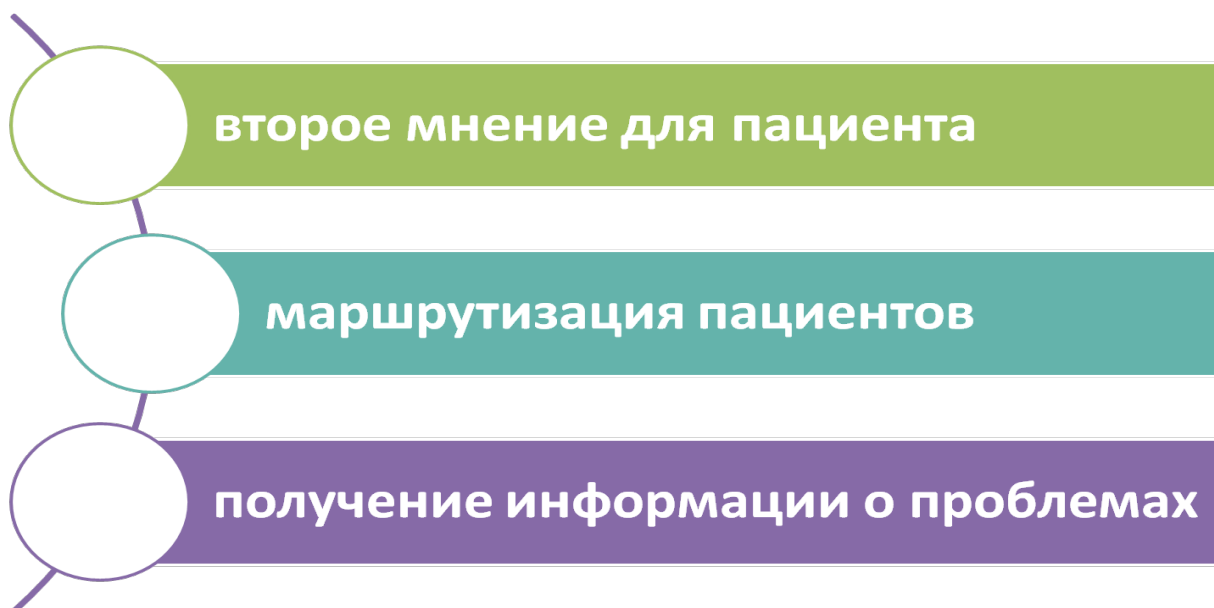 второе мнение для пациента
маршрутизация пациентов
получение информации о проблемах